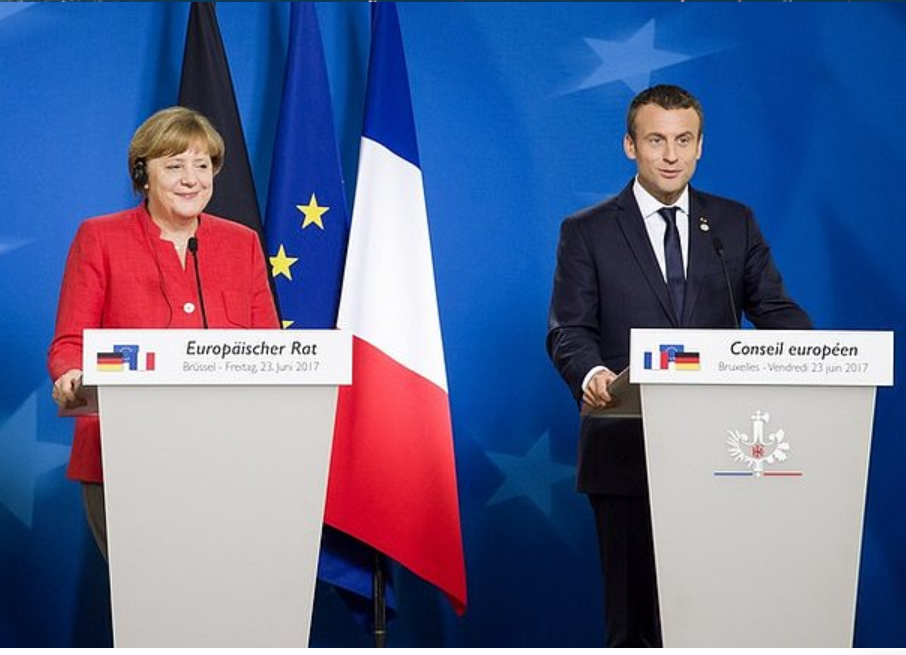 Europäischer Rat
Brüssel - Freitag, 23. Juni 2017
Conseil européen
Bruxelles - Vendredi 23 juin 2017